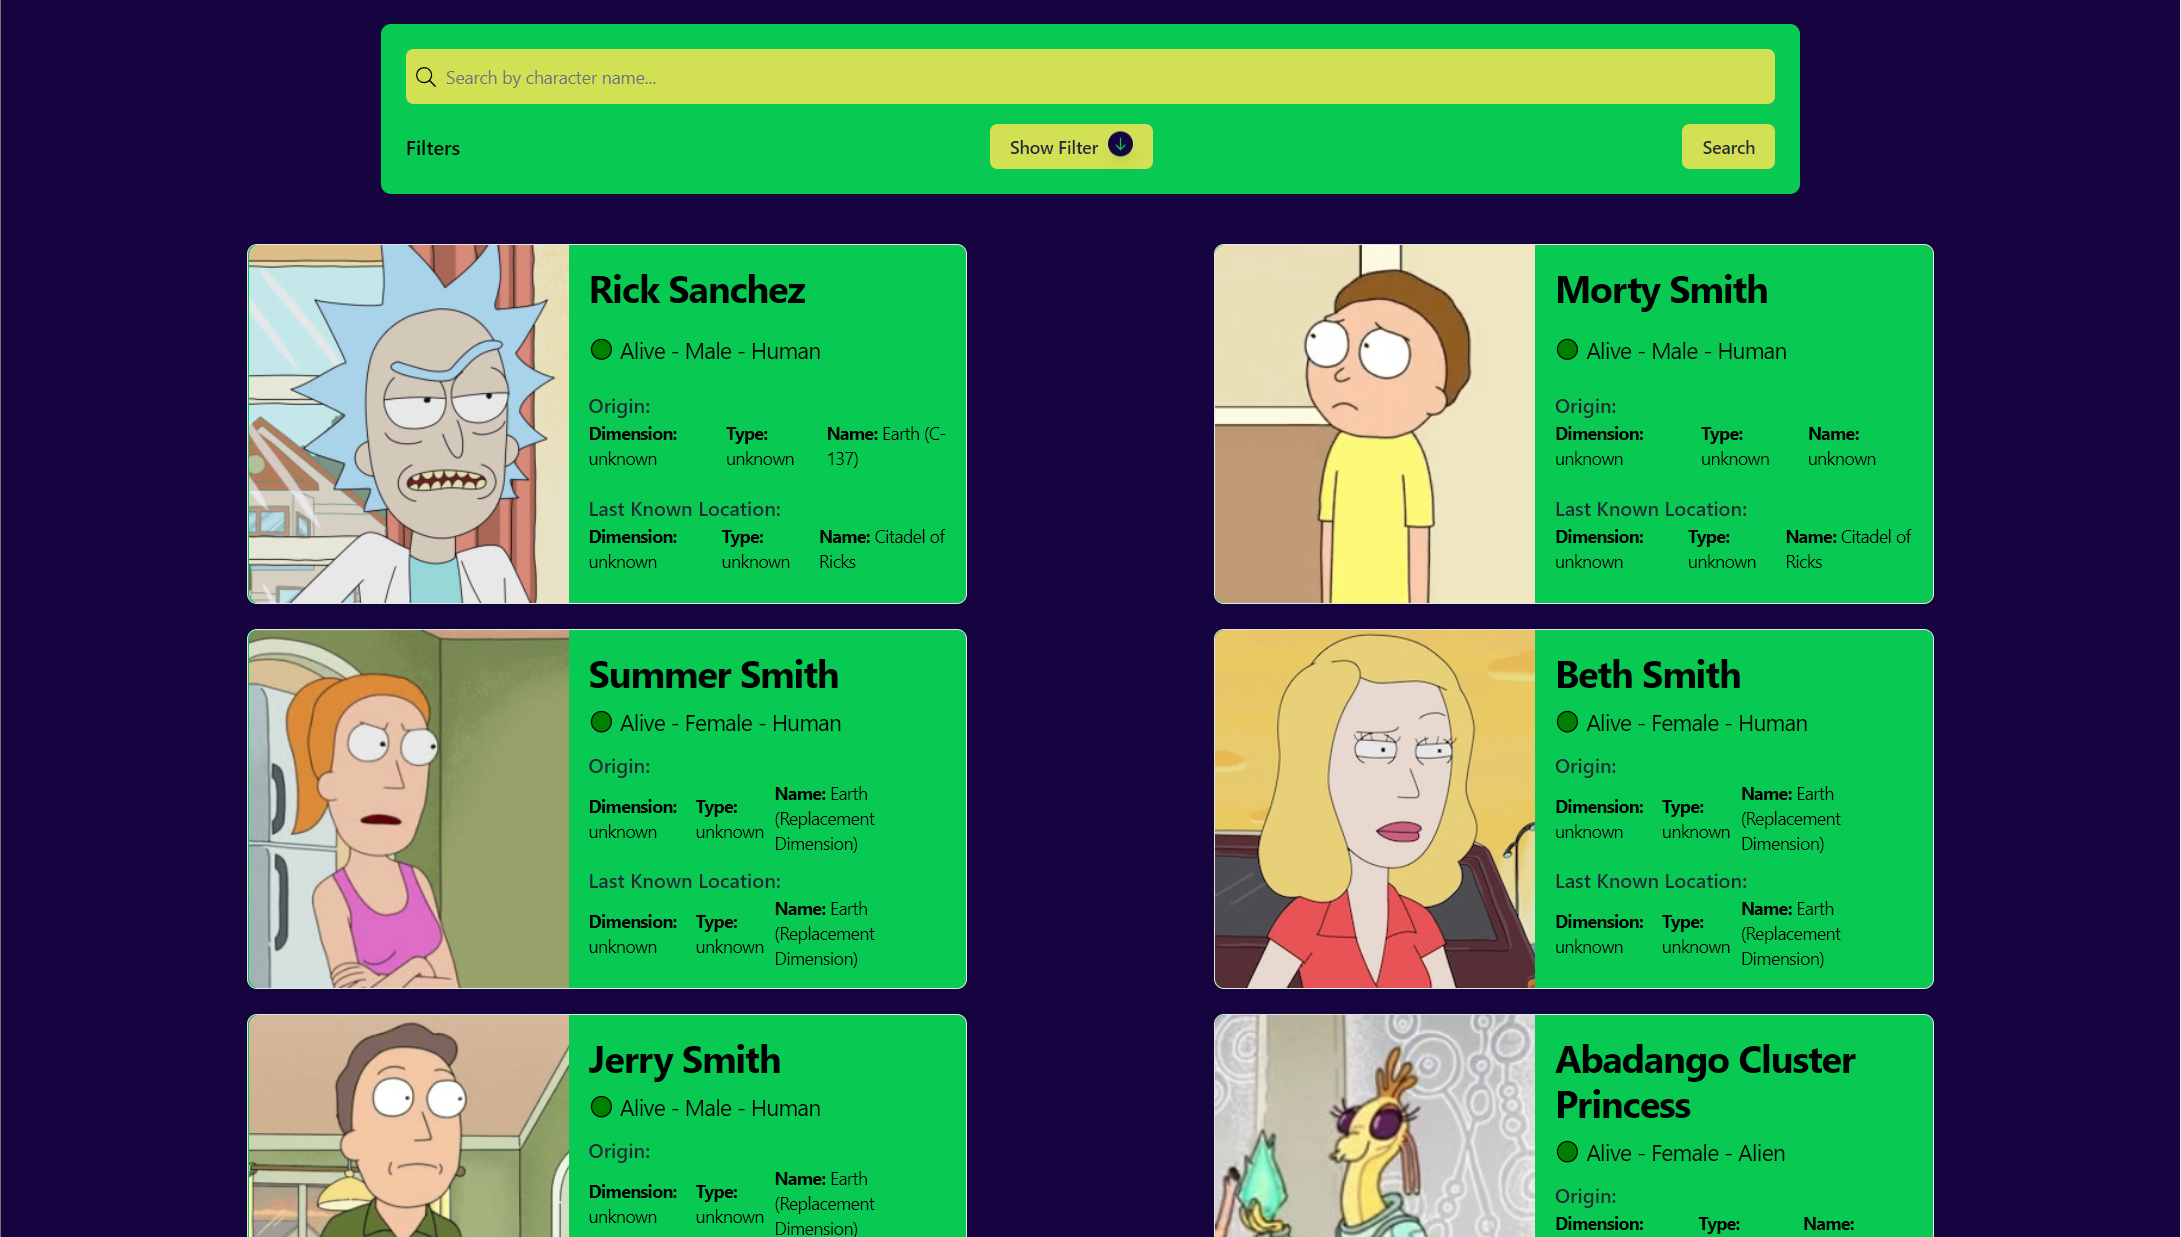 Search by character name...
Filters
Show Filter
Search
Rick Sanchez
Alive - Male - Human
Origin:
Dimension: Type: Name: Earth (C-
unknown unknown 137)
Last Known Location:
Dimension: Type: Name: Citadel of
unknown unknown Ricks
Morty Smith
Alive - Male - Human
Origin:
Dimension: Type: Name:
unknown unknown unknown
Last Known Location:
Dimension: Type: Name: Citadel of
unknown unknown Ricks
Summer Smith
Alive - Female - Human
Origin:
Dimension:
unknown
Type:
unknown
Name: Earth
(Replacement
Dimension)
Last Known Location:
Dimension:
unknown
Type:
unknown
Name: Earth
(Replacement
Dimension)
Beth Smith
Alive - Female - Human
Origin:
Dimension:
unknown
Type:
unknown
Name: Earth
(Replacement
Dimension)
Last Known Location:
Dimension:
unknown
Type:
unknown
Name: Earth
(Replacement
Dimension)
Jerry Smith
Alive - Male - Human
Origin:
Dimension:
unknown
Type:
unknown
Name: Earth
(Replacement
Dimension)
Abadango Cluster
Princess
Alive - Female - Alien
Origin:
Dimension: Type: Name: